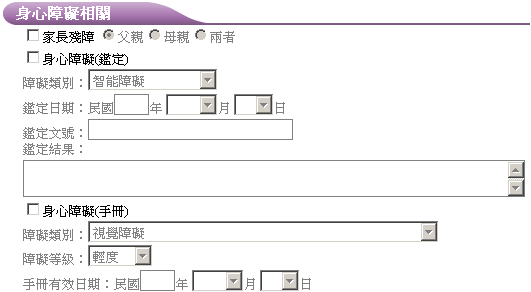 身心障礙相關
家長殘障 父親 母親 兩者
身心障礙(鑑定)
障礙類別：智能障礙
鑑定日期：民國 年 月 日
鑑定文號：
鑑定結果：
身心障礙(手冊)
障礙類別：視覺障礙
障礙等級：輕度
手冊有效日期：民國 年 月 日